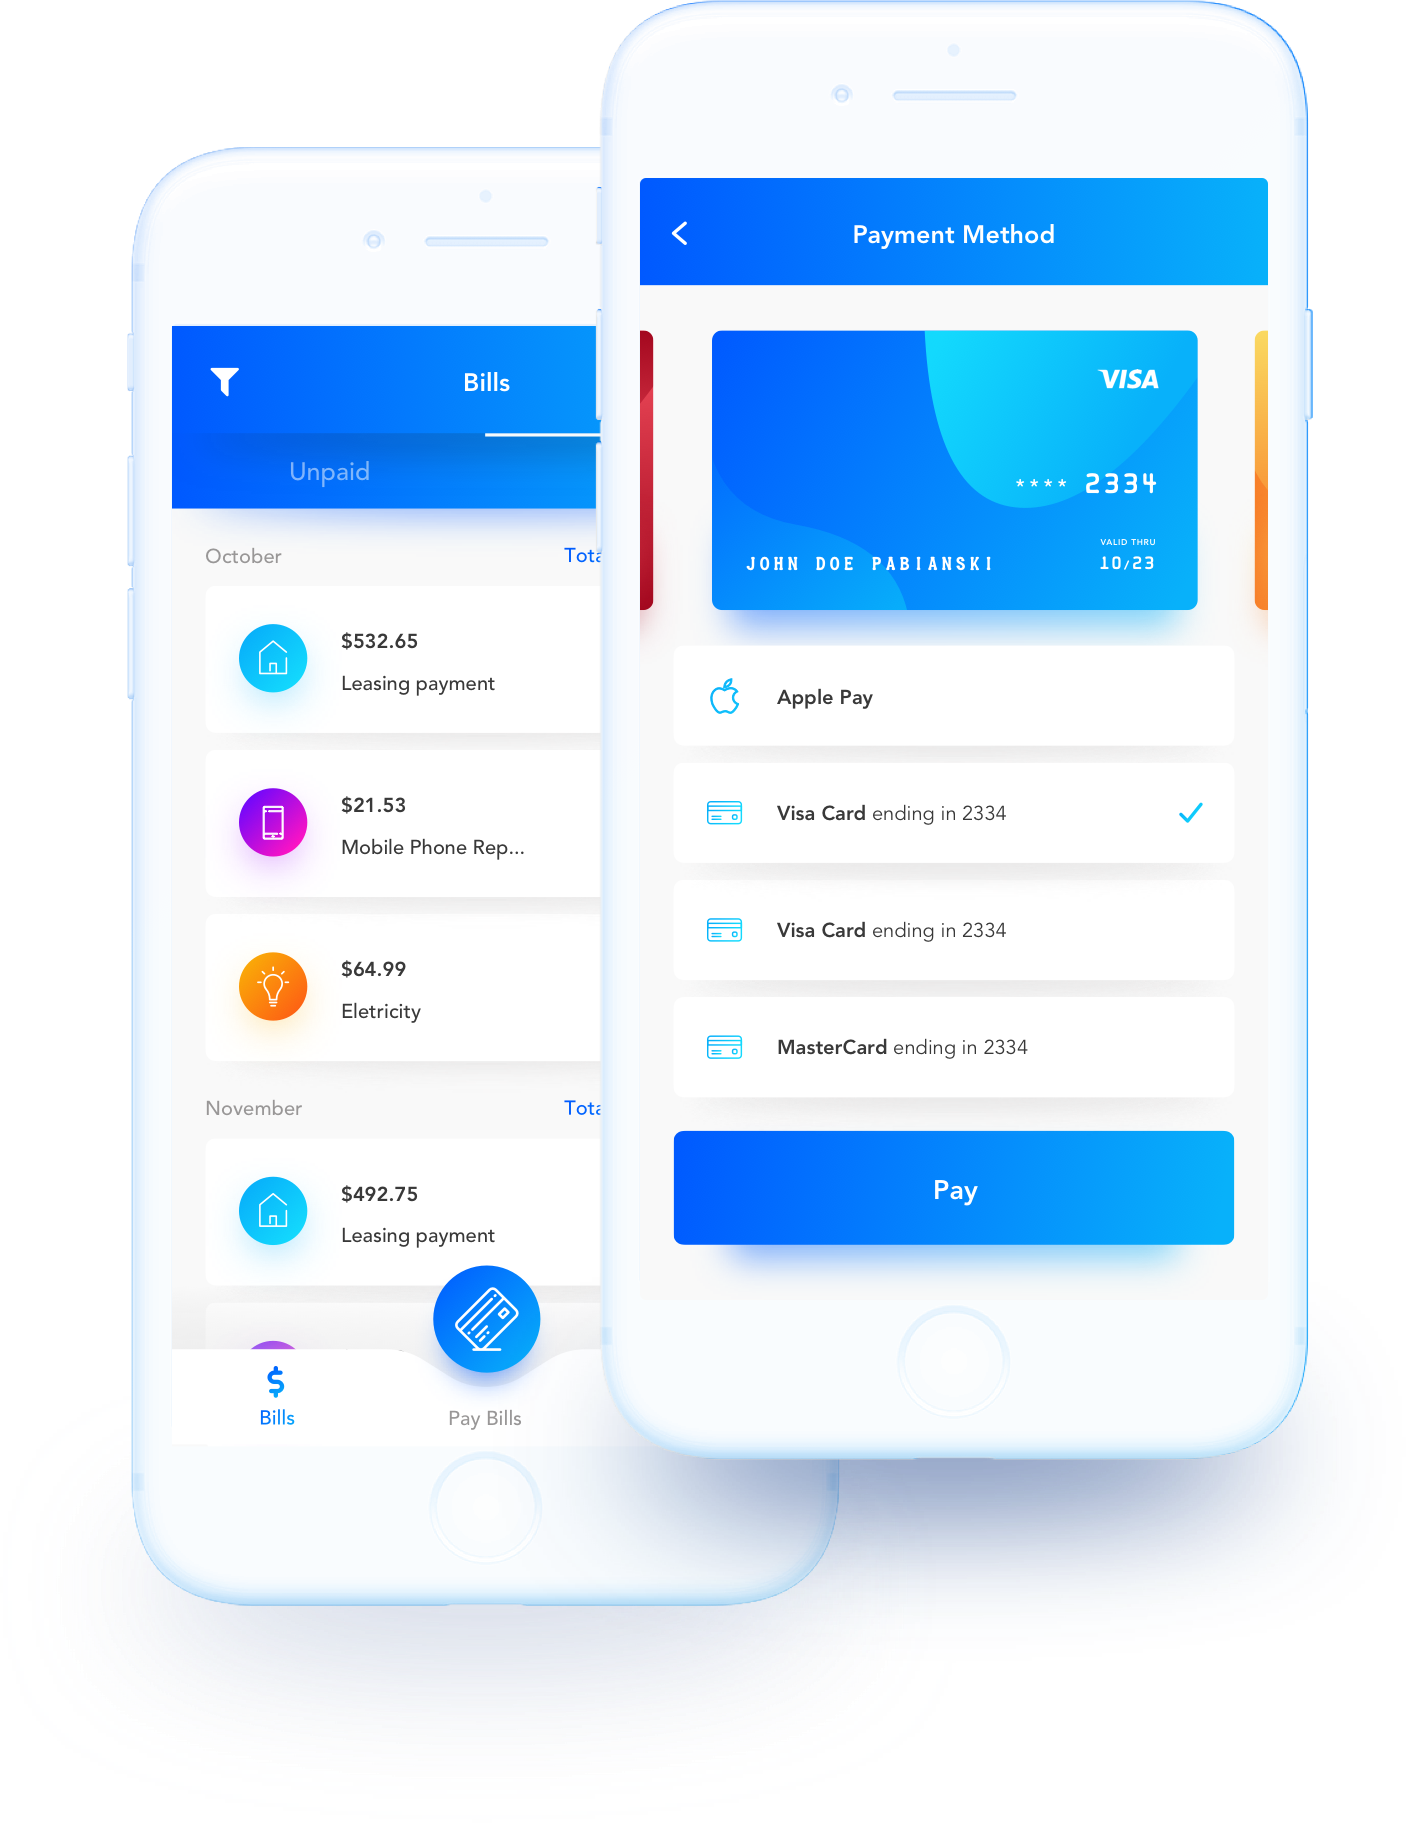 Bills
Unpaid
October
$532.65
Leasing payment
$21.53
Mobile Phone Rep...
$64.99
Eletricity
November
$492.75
Leasing payment
$
Bills
Pay Bills
Payment Method
VISA
**** 2334
VALID THRU
JOHN DOE PABIANSKI 10/23
Apple Pay
Visa Card ending in 2334
Visa Card ending in 2334
MasterCard ending in 2334
Pay